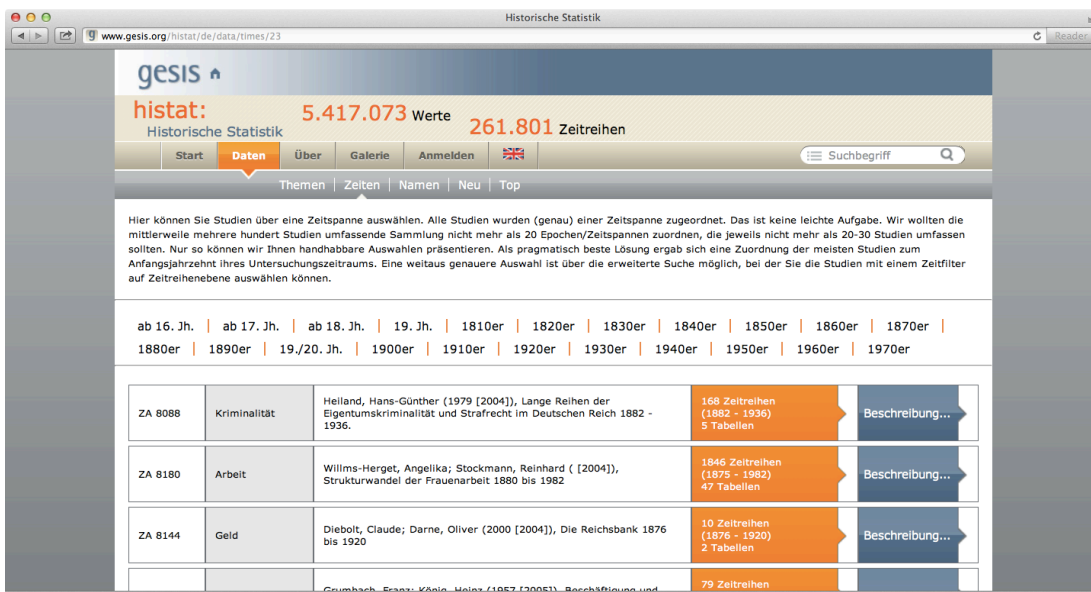 Historische Statistik
www.gesis.org/histat/de/data/times/23
Reader
gesis
histat:
Historische Statistik
5.417.073 Werte
261.801 Zeitreihen
Start
Daten
Über
Galerie
Anmelden
Suchbegriff
Themen | Zeiten | Namen | Neu | Top
Hier können Sie Studien über eine Zeitspanne auswählen. Alle Studien wurden (genau) einer Zeitspanne zugeordnet. Das ist keine leichte Aufgabe. Wir wollten die
mittlerweile mehrere hundert Studien umfassende Sammlung nicht mehr als 20 Epochen/Zeitspannen zuordnen, die jeweils nicht mehr als 20-30 Studien umfassen
sollten. Nur so können wir Ihnen handhabbare Auswahlen präsentieren. Als pragmatisch beste Lösung ergab sich eine Zuordnung der meisten Studien zum
Anfangsjahrzehnt ihres Untersuchungszeitraums. Eine weitaus genauere Auswahl ist über die erweiterte Suche möglich, bei der Sie die Studien mit einem Zeitfilter
auf Zeitreihenebene auswählen können.
ab 16. Jh. | ab 17. Jh. | ab 18. Jh. | 19. Jh. | 1810er | 1820er | 1830er | 1840er | 1850er | 1860er | 1870er |
1880er | 1890er | 19./20. Jh. | 1900er | 1910er | 1920er | 1930er | 1940er | 1950er | 1960er | 1970er
ZA 8088
Kriminalität
Heiland, Hans-Günther (1979 [2004]), Lange Reihen der
Eigentumskriminalität und Strafrecht im Deutschen Reich 1882 -
1936.
168 Zeitreihen
(1882 - 1936)
5 Tabellen
Beschreibung...
ZA 8180
Arbeit
Willms-Herget, Angelika; Stockmann, Reinhard ( [2004]),
Strukturwandel der Frauenarbeit 1880 bis 1982
1846 Zeitreihen
(1875 - 1982)
47 Tabellen
Beschreibung...
ZA 8144
Geld
Diebolt, Claude; Darne, Oliver (2000 [2004]), Die Reichsbank 1876
bis 1920
10 Zeitreihen
(1876 - 1920)
2 Tabellen
Beschreibung...
Grumbach, Franz; König, Heinz (1957 [2005]), Beschäftigung und
79 Zeitreihen